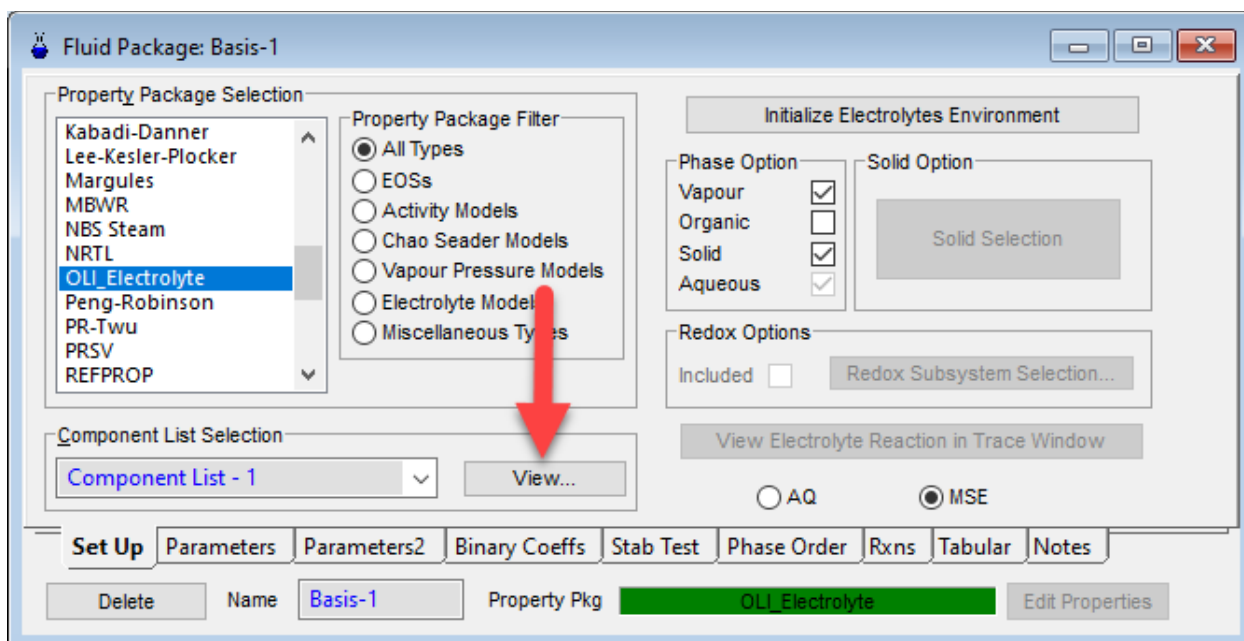 Fluid Package: Basis-1
Property Package Selection
Kabadi-Danner
Lee-Kesler-Plocker
Margules
MBWR
NBS Steam
NRTL
OLI_Electrolyte
Peng-Robinson
PR-Twu
PRSV
REFPROP
Property Package Filter
All Types
EOSs
Activity Models
Chao Seader Models
Vapour Pressure Models
Electrolyte Models
Miscellaneous Types
Component List Selection
Component List - 1
View...
Initialize Electrolytes Environment
Phase Option
Vapour
Organic
Solid
Aqueous
Solid Option
Solid Selection
Redox Options
Included
Redox Subsystem Selection...
View Electrolyte Reaction in Trace Window
AQ MSE
Set Up Parameters Parameters2 Binary Coeffs Stab Test Phase Order Rxns Tabular Notes
Delete Name Basis-1 Property Pkg OLI_Electrolyte Edit Properties